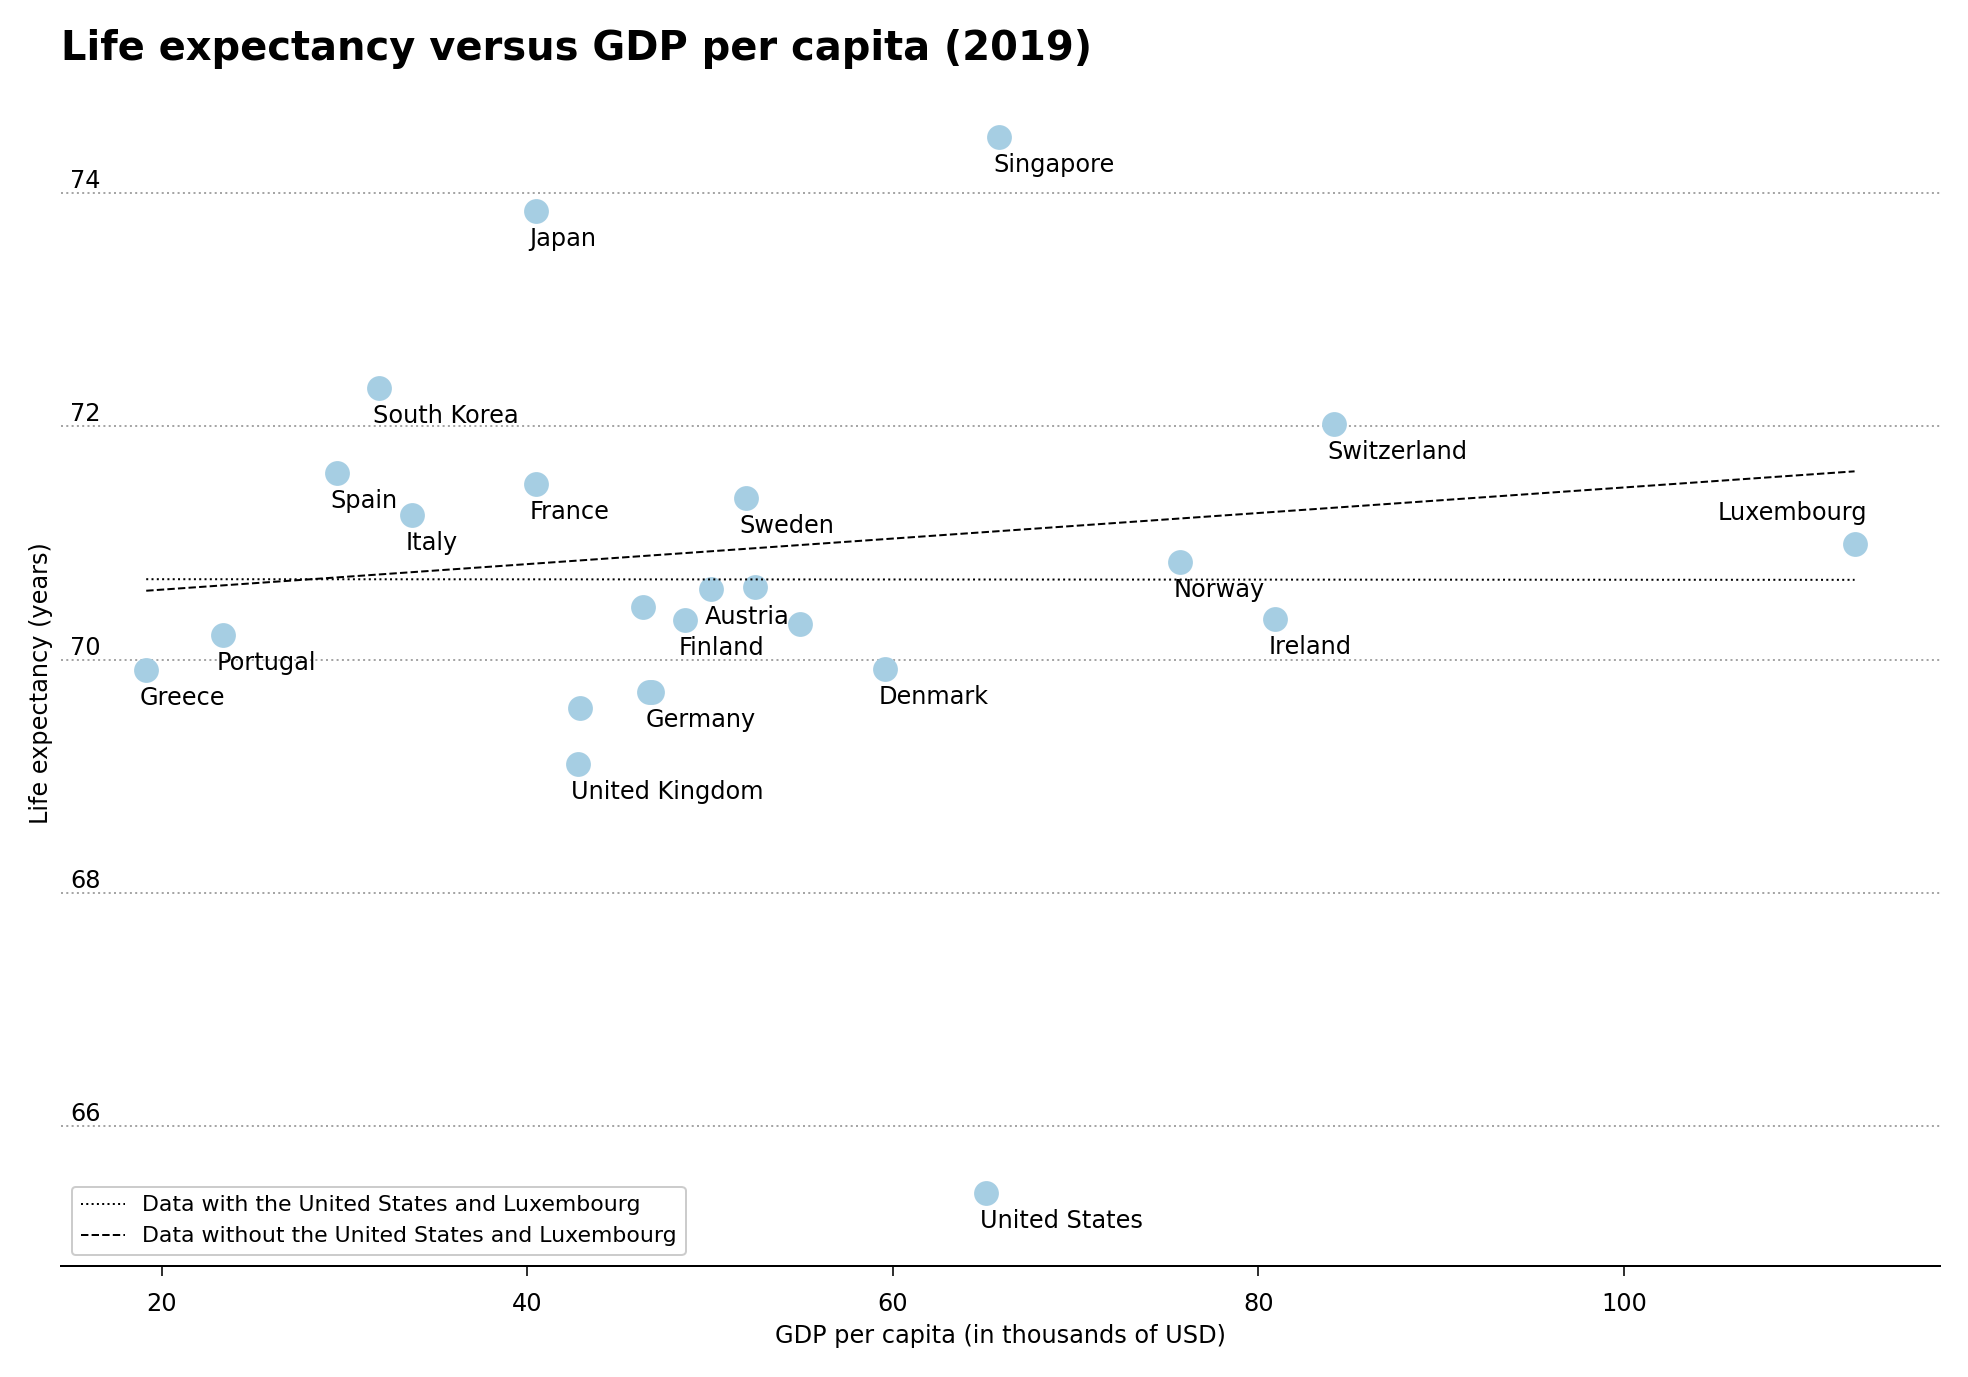 Life expectancy versus GDP per capita (2019)
Singapore
74
Japan
72
South Korea
Switzerland
Spain
France
Luxembourg
Sweden
Italy
Norway
Austria
Finland
Ireland
70
Portugal
Greece
Denmark
Germany
Life expectancy (years)
United Kingdom
68
66
United States
Data with the United States and Luxembourg
Data without the United States and Luxembourg
20 40 60 80 100
GDP per capita (in thousands of USD)